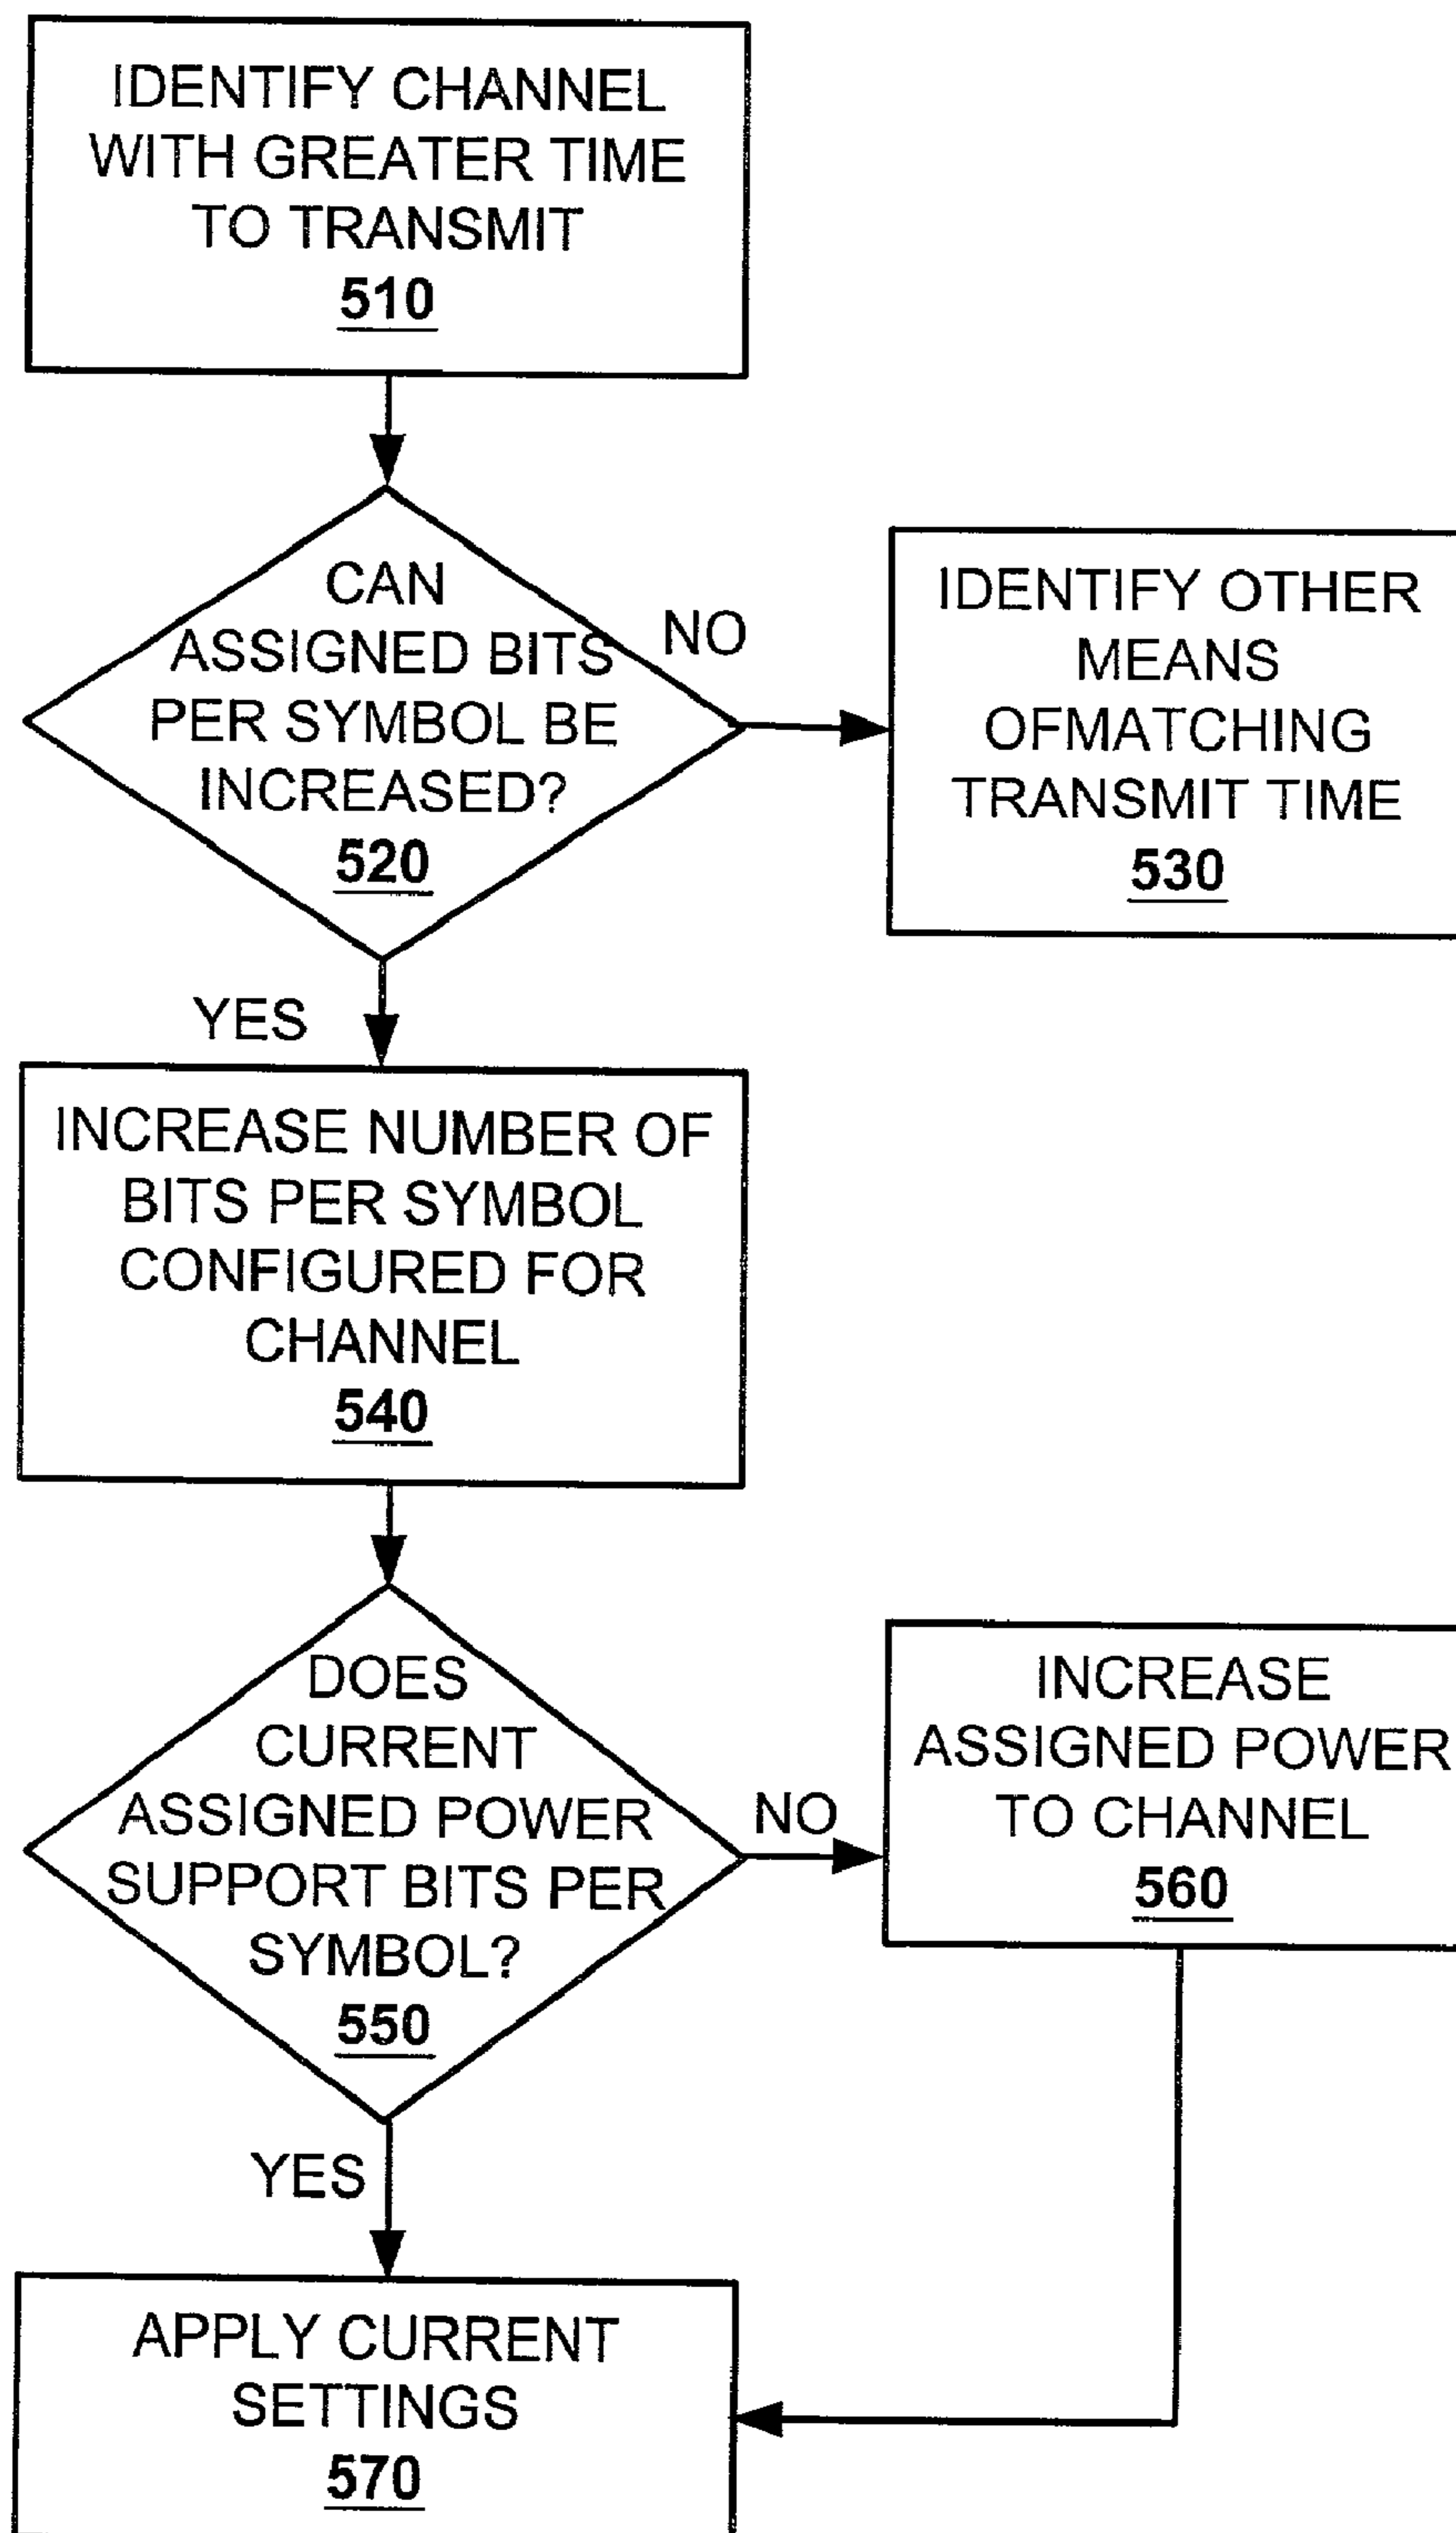 IDENTIFY CHANNEL
WITH GREATER TIME
TO TRANSMIT
510
CAN
ASSIGNED BITS
PER SYMBOL BE
INCREASED?
520
NO
IDENTIFY OTHER
MEANS
OFMATCHING
TRANSMIT TIME
530
YES
INCREASE NUMBER OF
BITS PER SYMBOL
CONFIGURED FOR
CHANNEL
540
DOES
CURRENT
ASSIGNED POWER
SUPPORT BITS PER
SYMBOL?
550
NO
INCREASE
ASSIGNED POWER
TO CHANNEL
560
YES
APPLY CURRENT
SETTINGS
570